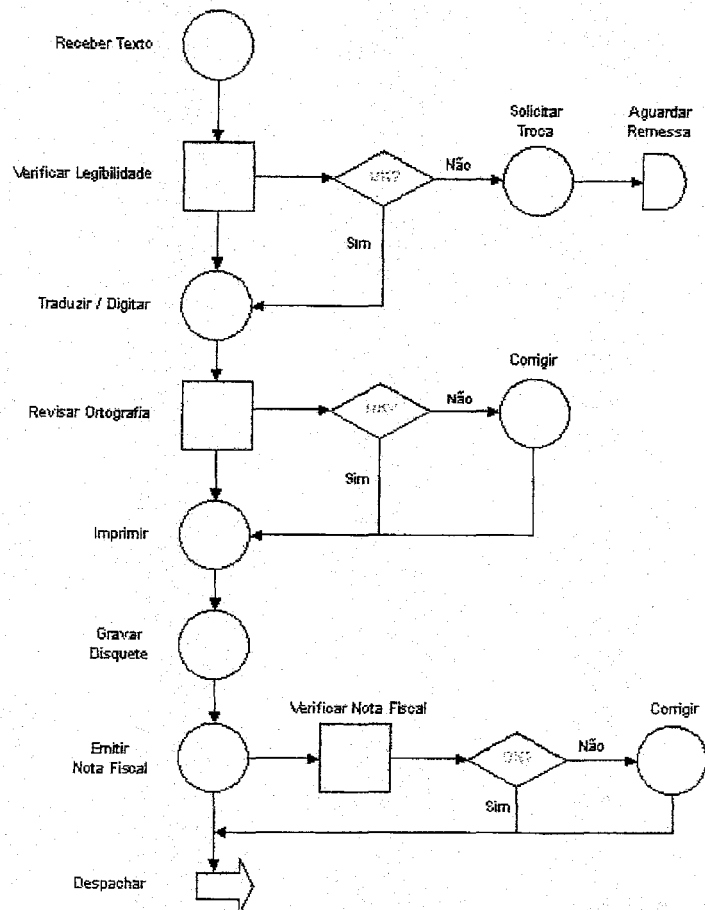 Receber Texto
Solicitar
Troca
Aguardar
Remessa
Verificar Legibilidade
Não
Sim
Traduzir / Digitar
Corrigir
Revisar Ortografia
Não
Sim
Imprimir
Gravar
Disquete
Verificar Nota Fiscal
Corrigir
Emitir
Nota Fiscal
Não
Sim
Despachar